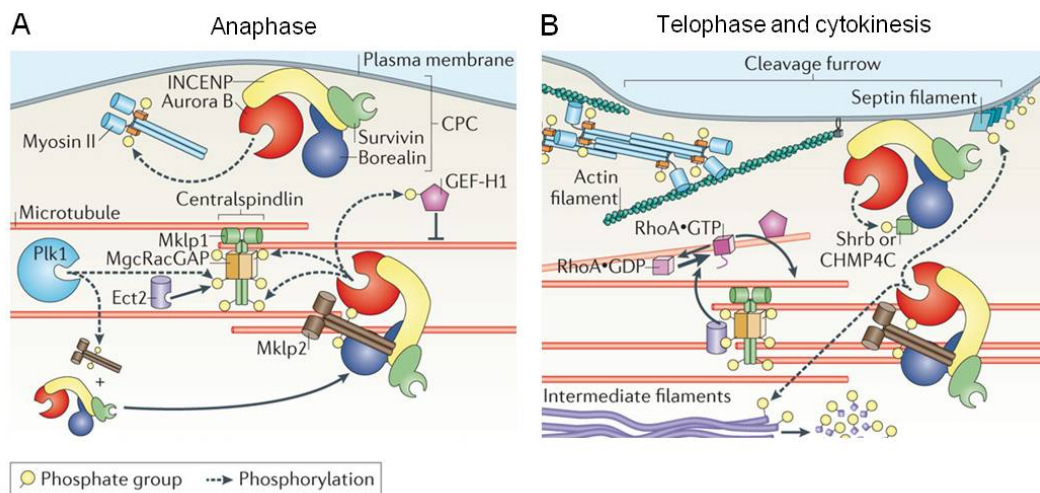 A
Anaphase
Plasma membrane
INCENP
Aurora B
Myosin II
Survivin
CPC
Borealin
GEF-H1
Centralspindlin
Microtubule
Mklp1
Plk1
MgcRacGAP
Ect2
Mklp2
+
B
Telophase and cytokinesis
Cleavage furrow
Septin filament
Actin
filament
RhoA•GTP
Shrb or
CHMP4C
RhoA•GDP
Intermediate filaments
Phosphate group
Phosphorylation